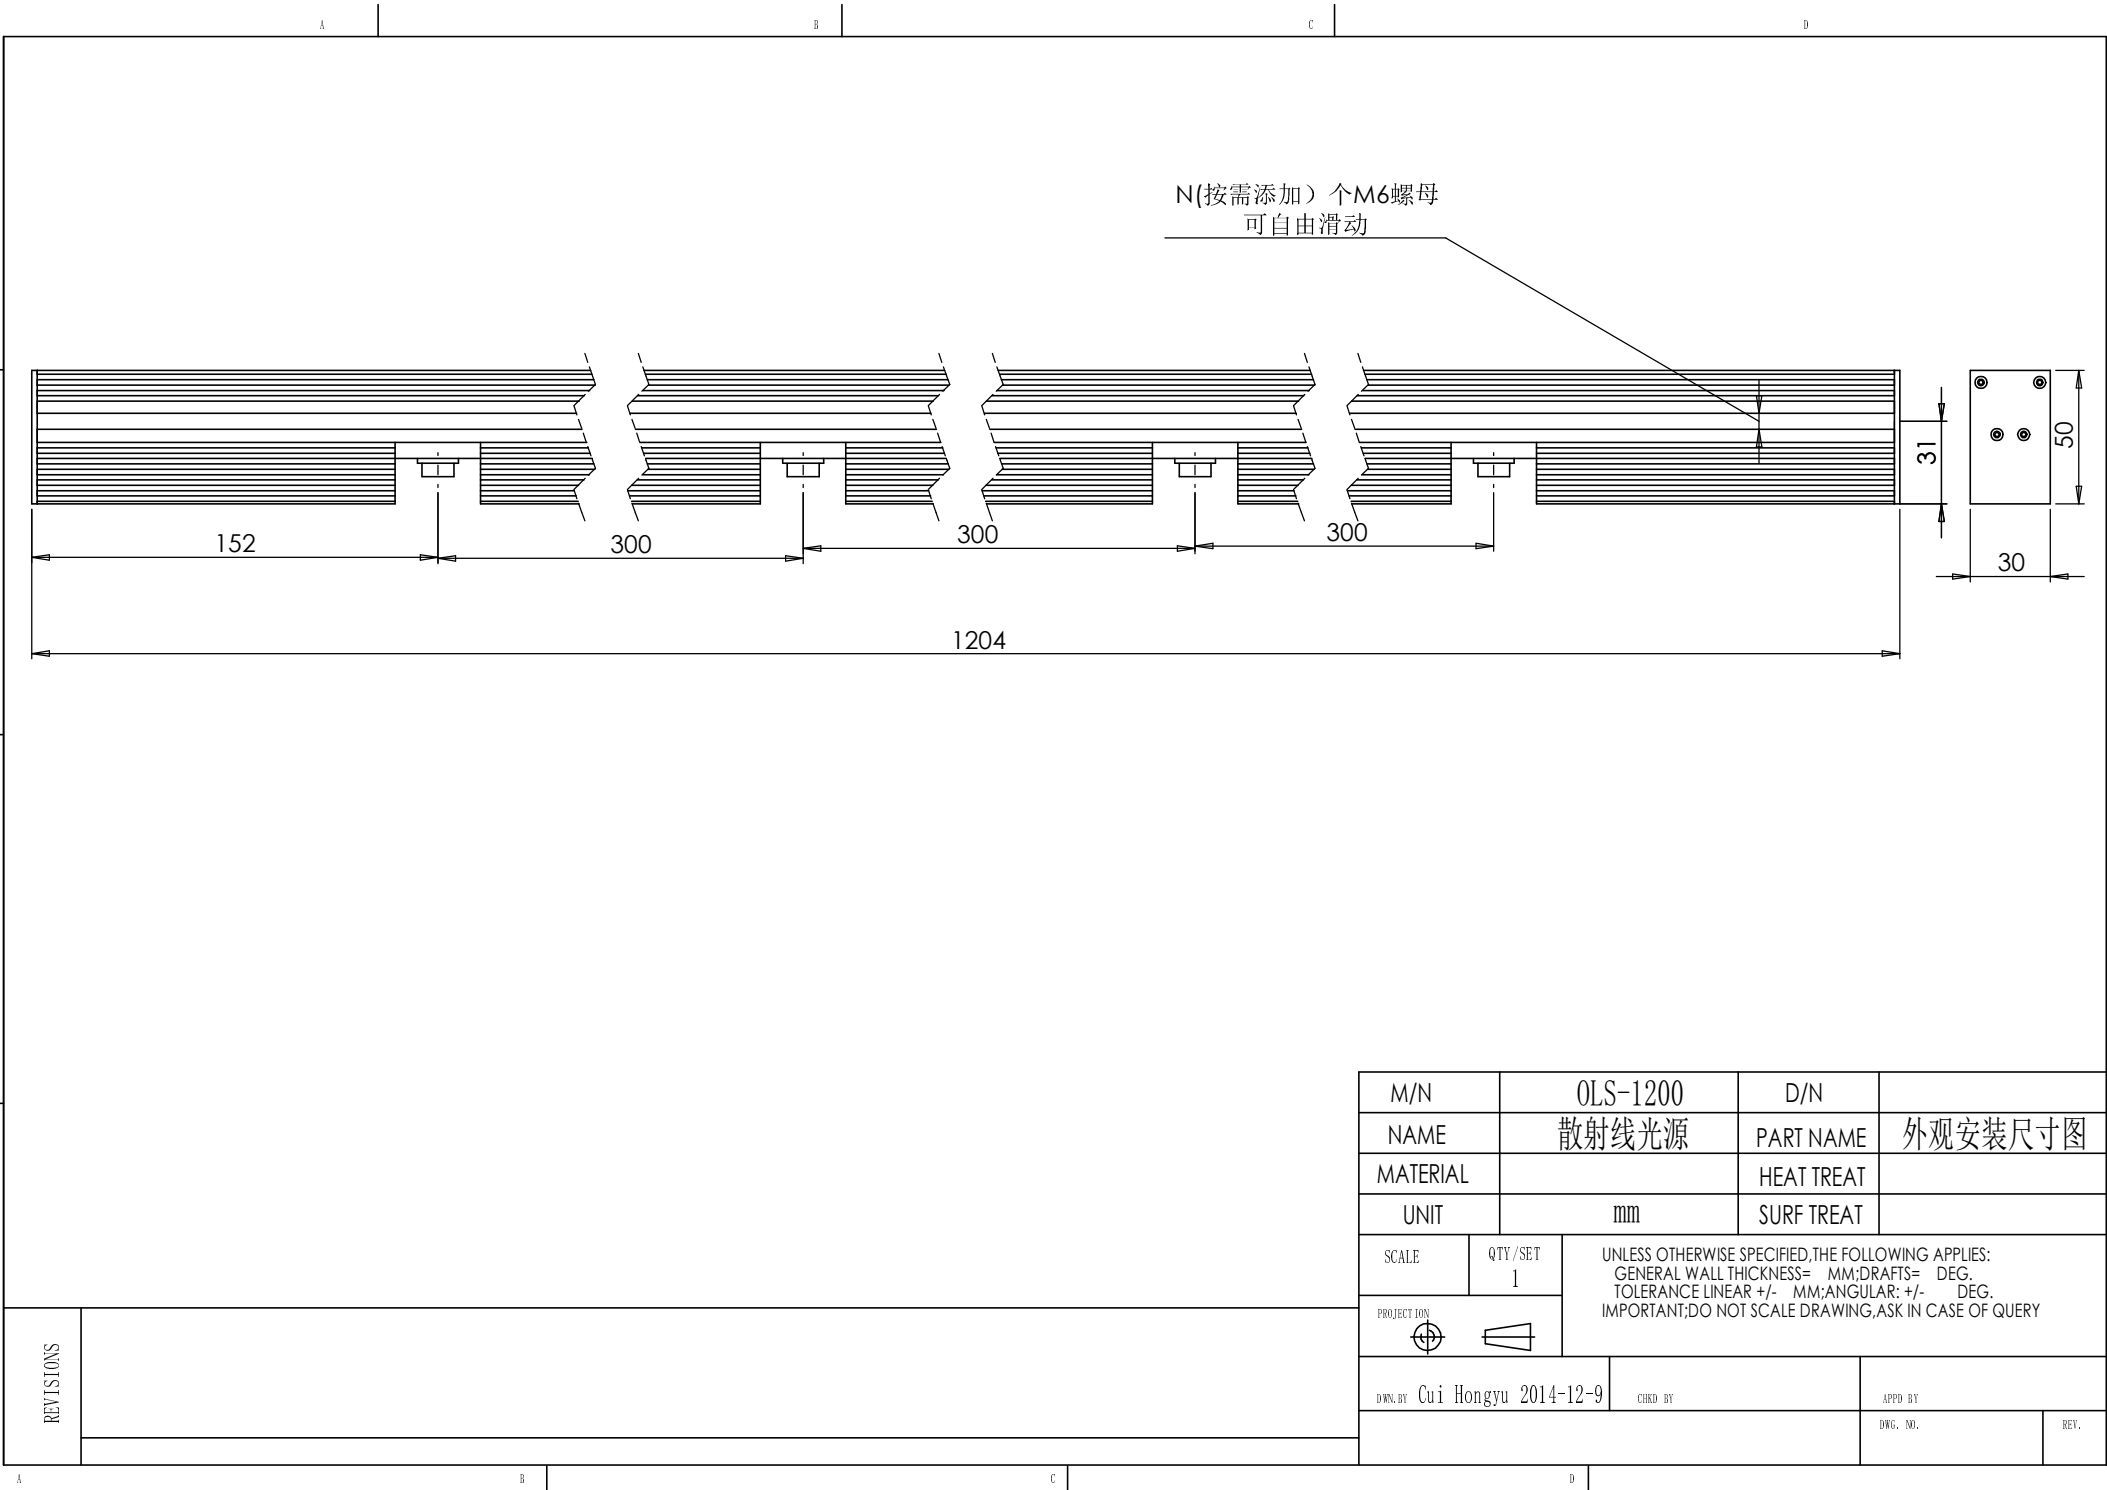 A B C D
N(按需添加）个M6螺母
可自由滑动
31
50
152
300
300
300
30
1204
M/N OLS-1200 D/N
NAME 散射线光源 PART NAME 外观安装尺寸图
MATERIAL HEAT TREAT
UNIT mm SURF TREAT
SCALE QTY/SET
1
UNLESS OTHERWISE SPECIFIED,THE FOLLOWING APPLIES:
GENERAL WALL THICKNESS= MM;DRAFTS= DEG.
TOLERANCE LINEAR +/- MM;ANGULAR: +/- DEG.
IMPORTANT;DO NOT SCALE DRAWING,ASK IN CASE OF QUERY
PROJECTION
REVISIONS
DWN.BY Cui Hongyu 2014-12-9 CHKD BY APPD BY
DWG. NO. REV.
A B C D